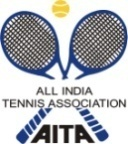 ALL INDIA
TENNIS ASSOCIATION
AITA